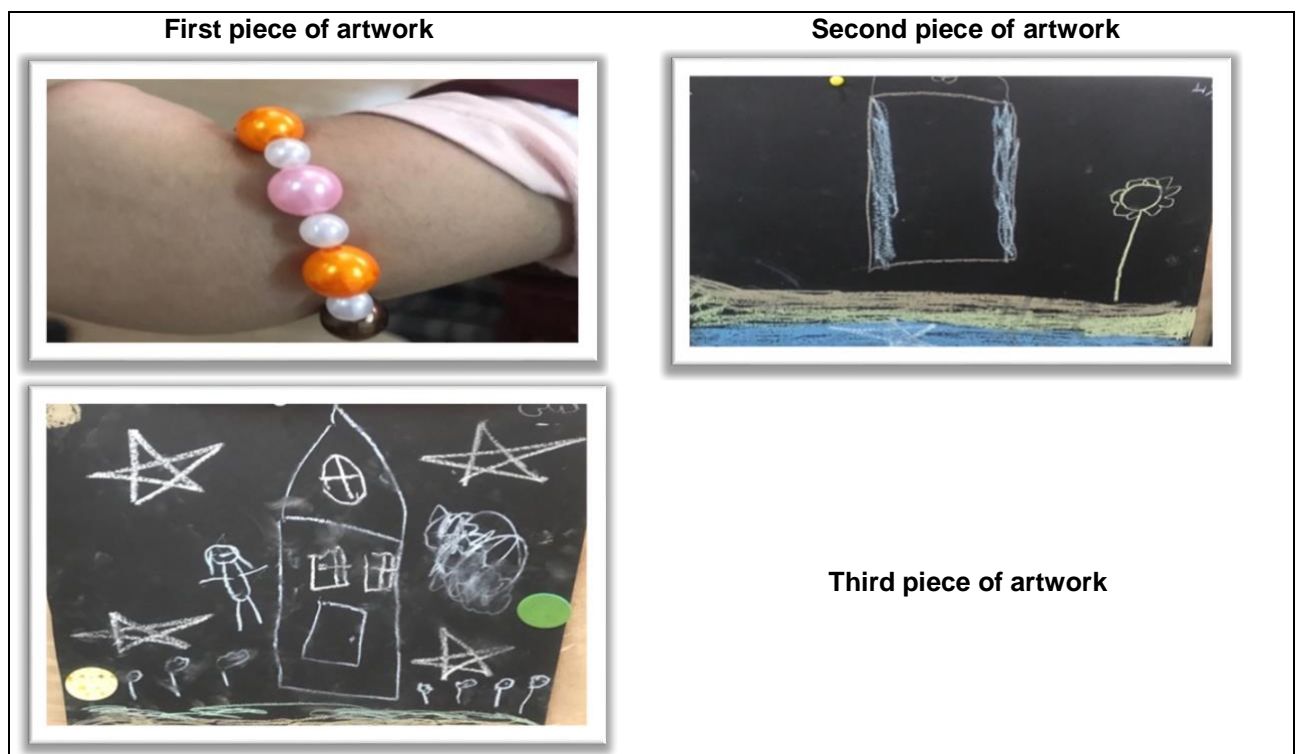 First piece of artwork
Second piece of artwork
Third piece of artwork